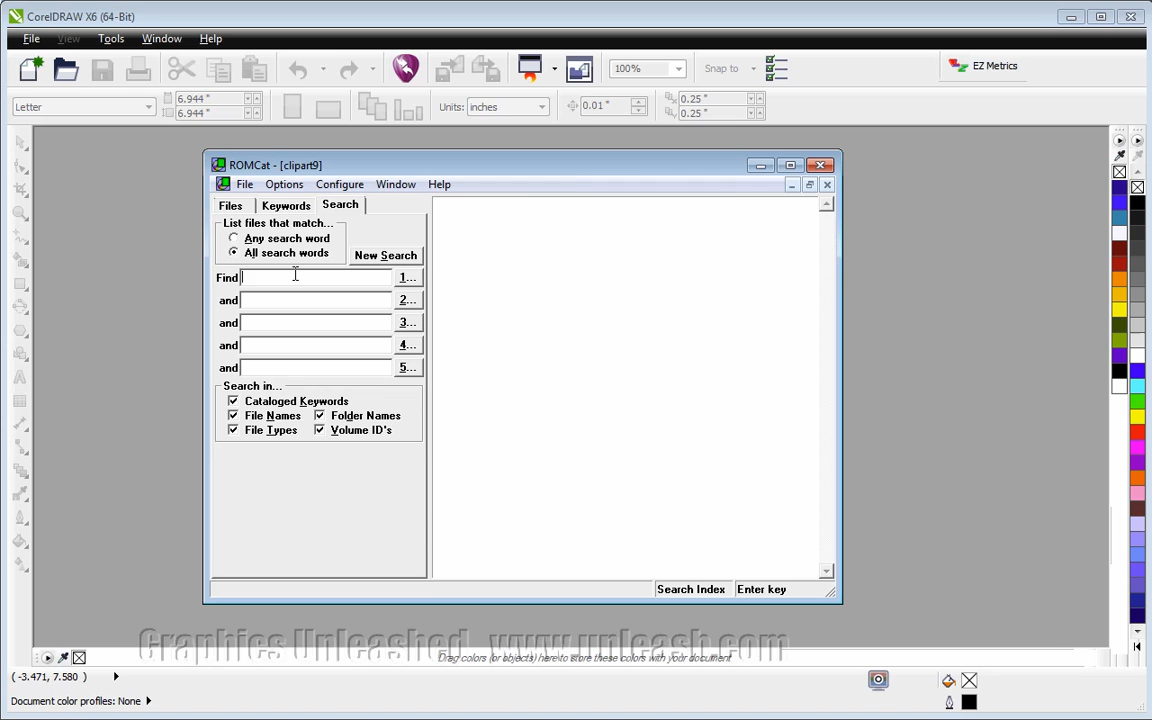 CorelDRAW X6 (64-Bit)
File View Tools Window Help
100% Snap to EZ Metrics
Letter 6.944 " 6.944 " Units: inches 0.01 " 0.25 " 0.25 "
ROMCat - [clipart9]
File Options Configure Window Help
Files Keywords Search
List files that match...
Any search word
All search words
New Search
Find 1...
and 2...
and 3...
and 4...
and 5...
Search in...
Cataloged Keywords
File Names Folder Names
File Types Volume ID's
Search Index Enter key
Graphics Unleashed www.unleash.com
Drag colors (or objects) here to store these colors with your document
( -3.471, 7.580 )
Document color profiles: None